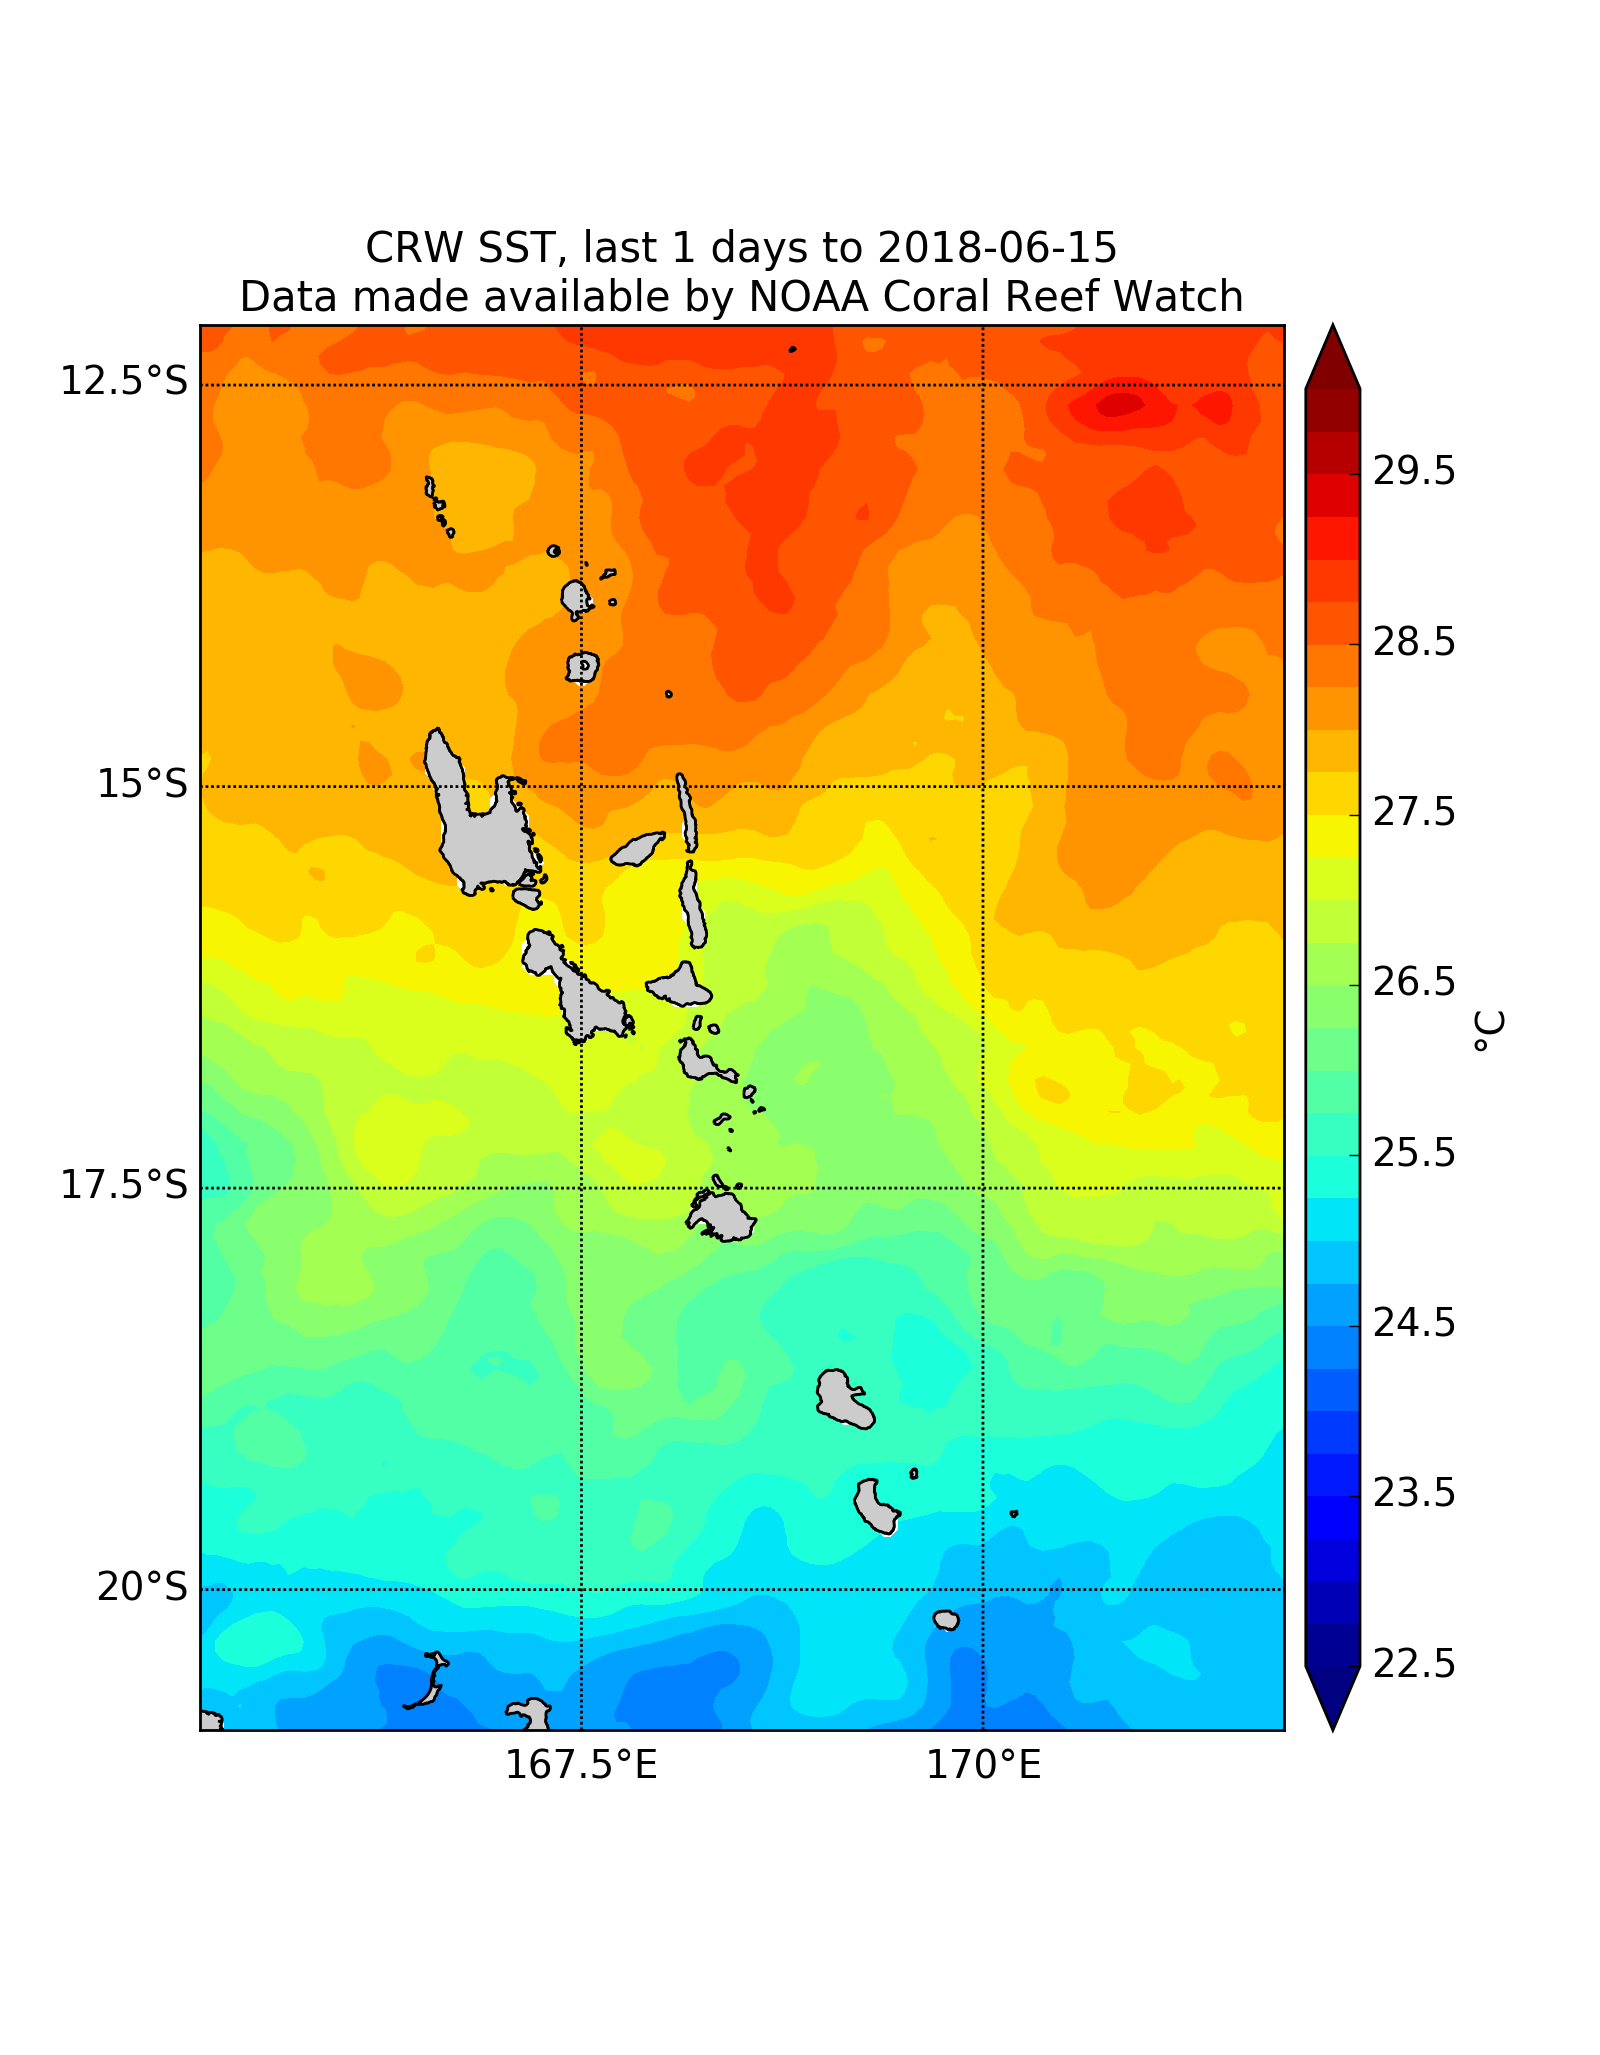 CRW SST, last 1 days to 2018-06-15
Data made available by NOAA Coral Reef Watch
12.5°S
15°S
17.5°S
20°S
167.5°E
170°E
29.5
28.5
27.5
26.5
25.5
24.5
23.5
22.5
°C